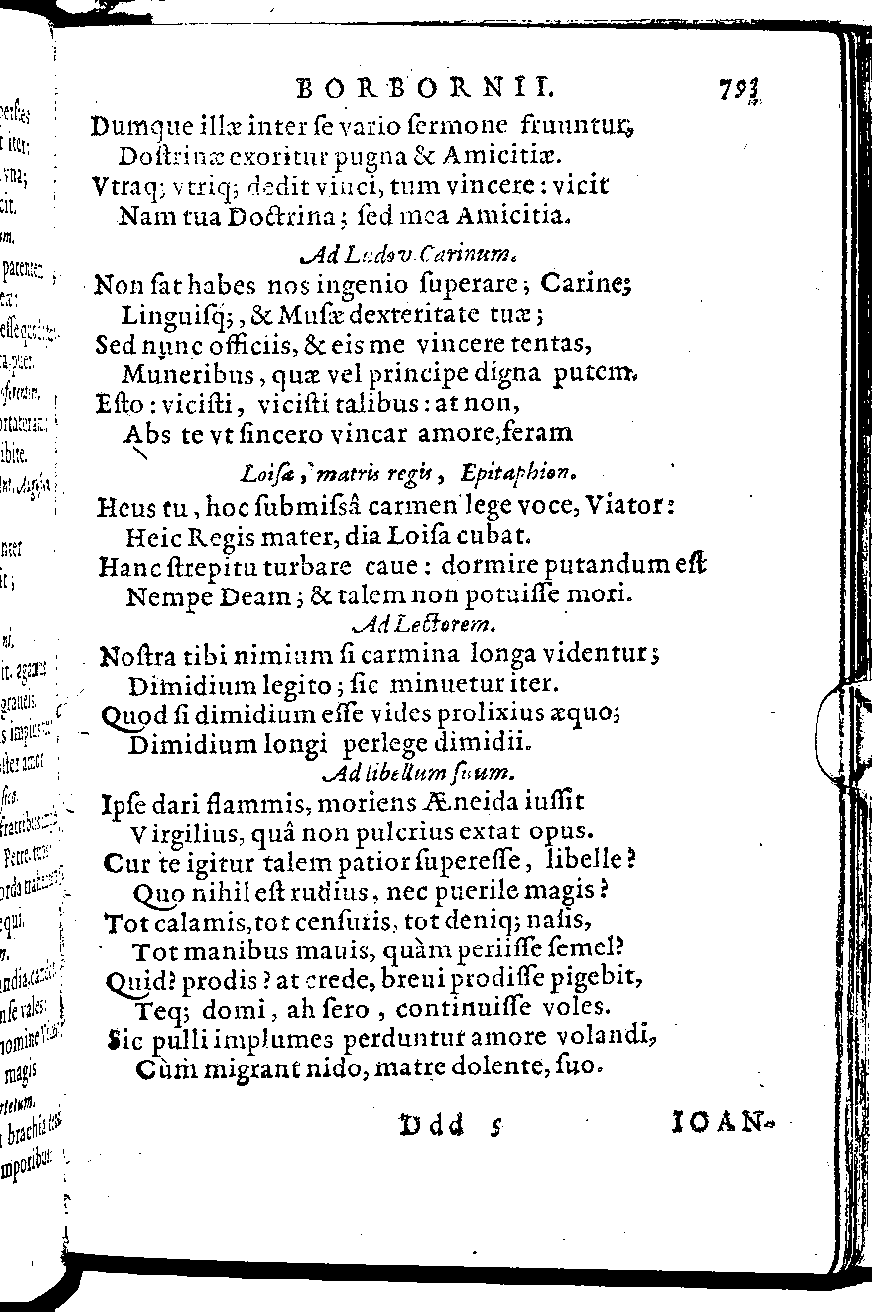 BORBORNII. 793
Dumque illæ inter ſe vario ſermone fruuntur,
Doctrinæ exoritur pugna & Amicitiæ.
Vtraq; vtriq; dedit vinci, tum vincere: vicit
Nam tua Doctrina; ſed mea Amicitia.
Ad Ludov. Carinum.
Non ſat habes nos ingenio ſuperare; Carine;
Linguiſq;, & Muſæ dexteritate tuæ;
Sed nunc officiis, & eis me vincere tentas,
Muneribus, quæ vel principe digna putem.
Eſto: viciſti, viciſti talibus: at non,
Abs te vt ſincero vincar amore, feram
Loiſæ, matris regis, Epitaphion.
Heus tu, hoc ſubmiſsâ carmen lege voce, Viator:
Heic Regis mater, dia Loiſa cubat.
Hanc ſtrepitu turbare caue: dormire putandum eſt
Nempe Deam; & talem non potuiſſe mori.
Ad Lectorem.
Noſtra tibi nimium ſi carmina longa videntur;
Dimidium legito; ſic minuetur iter.
Quod ſi dimidium eſſe vides prolixius æquo;
Dimidium longi perlege dimidii.
Ad libellum ſuum.
Ipſe dari flammis, moriens Æneida iuſſit
Virgilius, quâ non pulcrius extat opus.
Cur te igitur talem patior ſupereſſe, libelle?
Quo nihil eſt rudius, nec puerile magis?
Tot calamis, tot cenſuris, tot deniq; naſis,
Tot manibus mauis, quàm periiſſe ſemel?
Quid? prodis? at crede, breui prodiſſe pigebit,
Teq; domi, ah ſero, continuiſſe voles.
Sic pulli implumes perduntur amore volandi,
Cùm migrant nido, matre dolente, ſuo.
Ddd 5 IOAN-